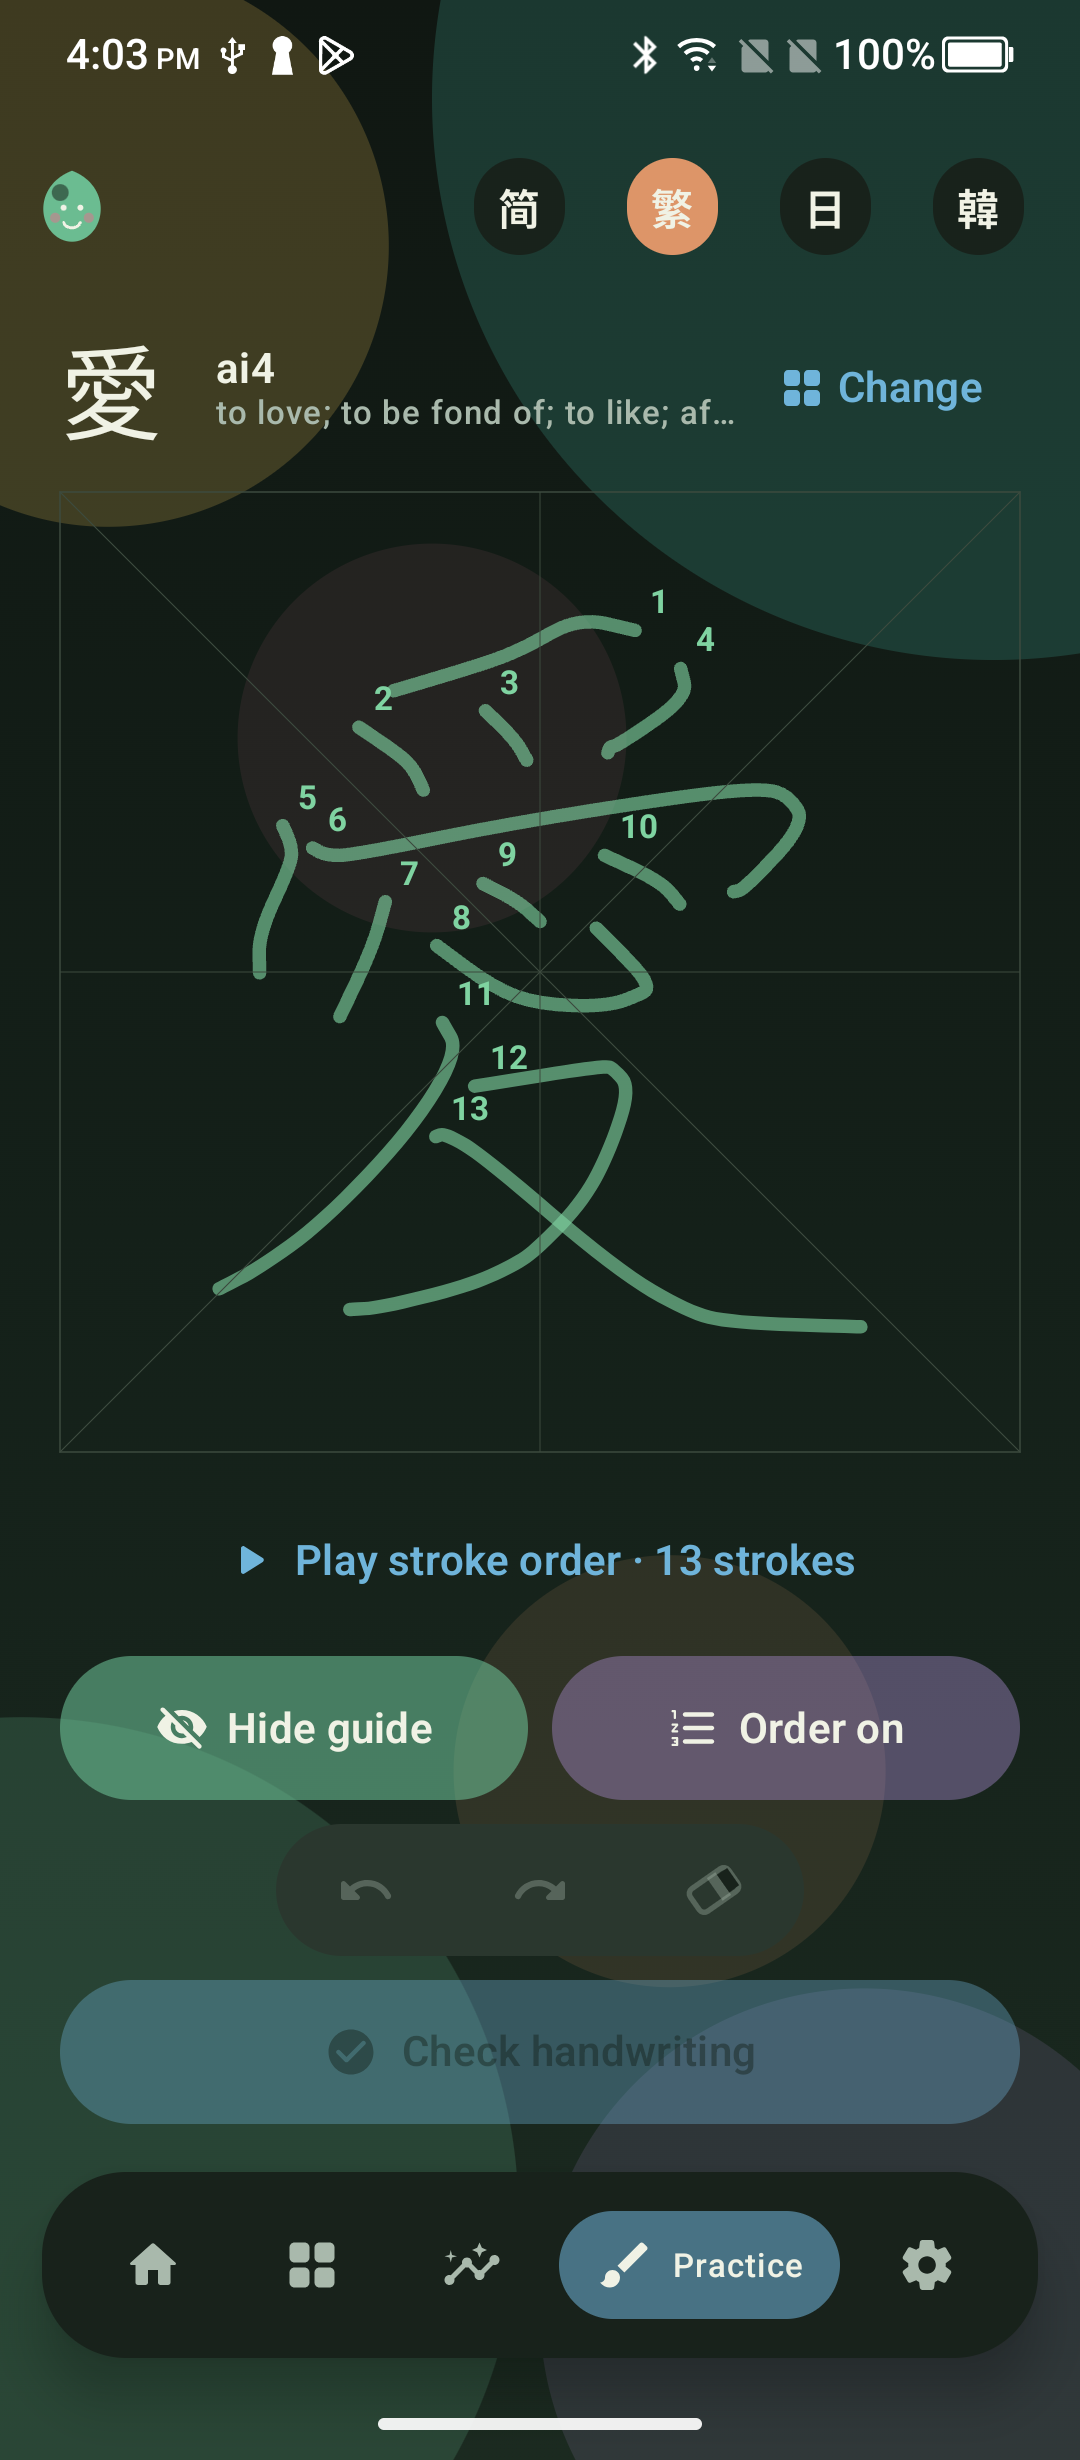 4:03 PM 100%
简 繁 日 韓
愛
ai4
to love; to be fond of; to like; af…
Change
1
4
3
2
5
6
10
9
7
8
11
12
13
Play stroke order · 13 strokes
Hide guide
Order on
Check handwriting
Practice